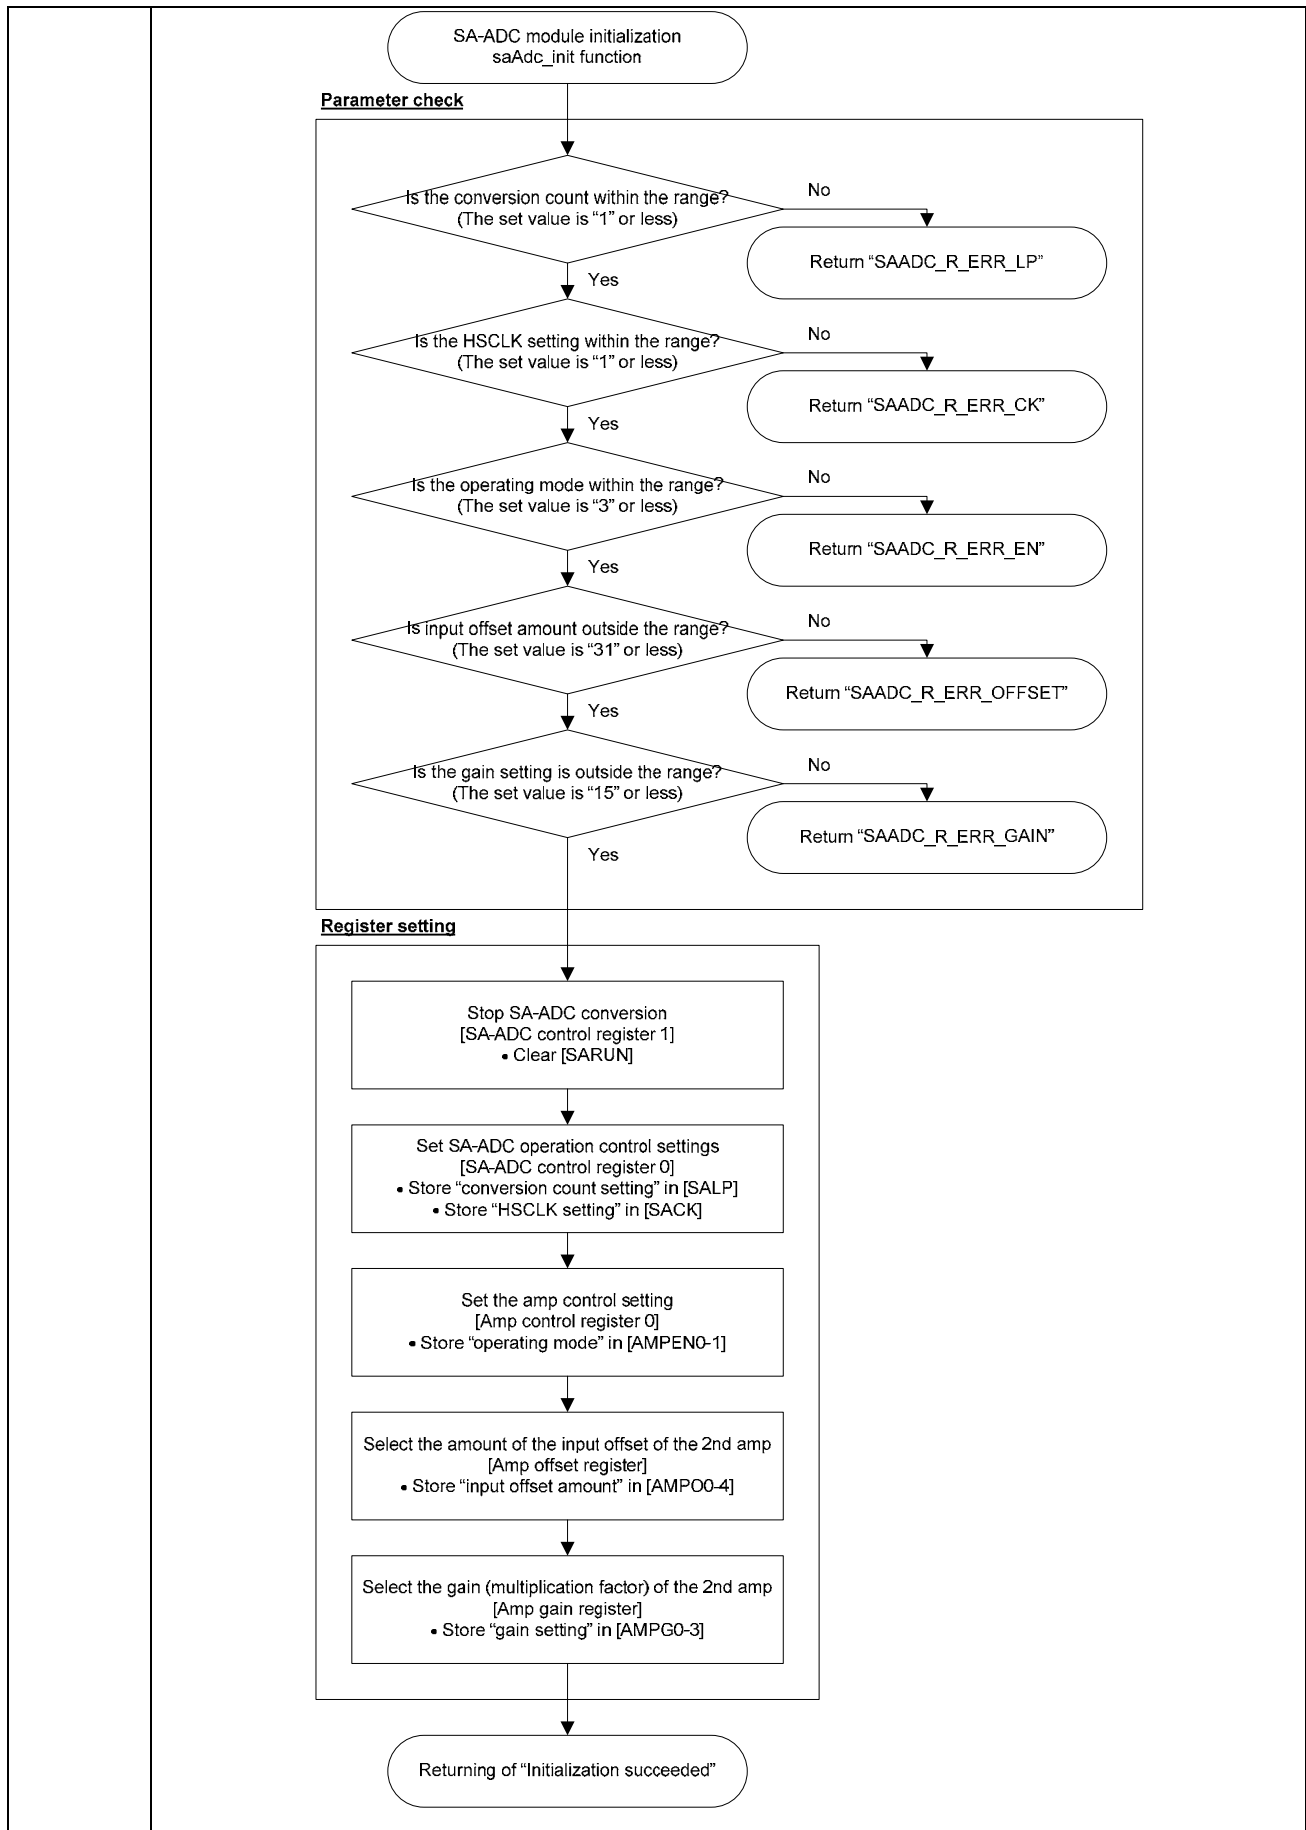 SA-ADC module initialization
saAdc_init function
Parameter check
Is the conversion count within the range?
(The set value is “1” or less)
No
Return “SAADC_R_ERR_LP”
Yes
Is the HSCLK setting within the range?
(The set value is “1” or less)
No
Return “SAADC_R_ERR_CK”
Yes
Is the operating mode within the range?
(The set value is “3” or less)
No
Return “SAADC_R_ERR_EN”
Yes
Is input offset amount outside the range?
(The set value is “31” or less)
No
Return “SAADC_R_ERR_OFFSET”
Yes
Is the gain setting is outside the range?
(The set value is “15” or less)
No
Return “SAADC_R_ERR_GAIN”
Yes
Register setting
Stop SA-ADC conversion
[SA-ADC control register 1]
• Clear [SARUN]
Set SA-ADC operation control settings
[SA-ADC control register 0]
• Store “conversion count setting” in [SALP]
• Store “HSCLK setting” in [SACK]
Set the amp control setting
[Amp control register 0]
• Store “operating mode” in [AMPEN0-1]
Select the amount of the input offset of the 2nd amp
[Amp offset register]
• Store “input offset amount” in [AMPO0-4]
Select the gain (multiplication factor) of the 2nd amp
[Amp gain register]
• Store “gain setting” in [AMPG0-3]
Returning of “Initialization succeeded”